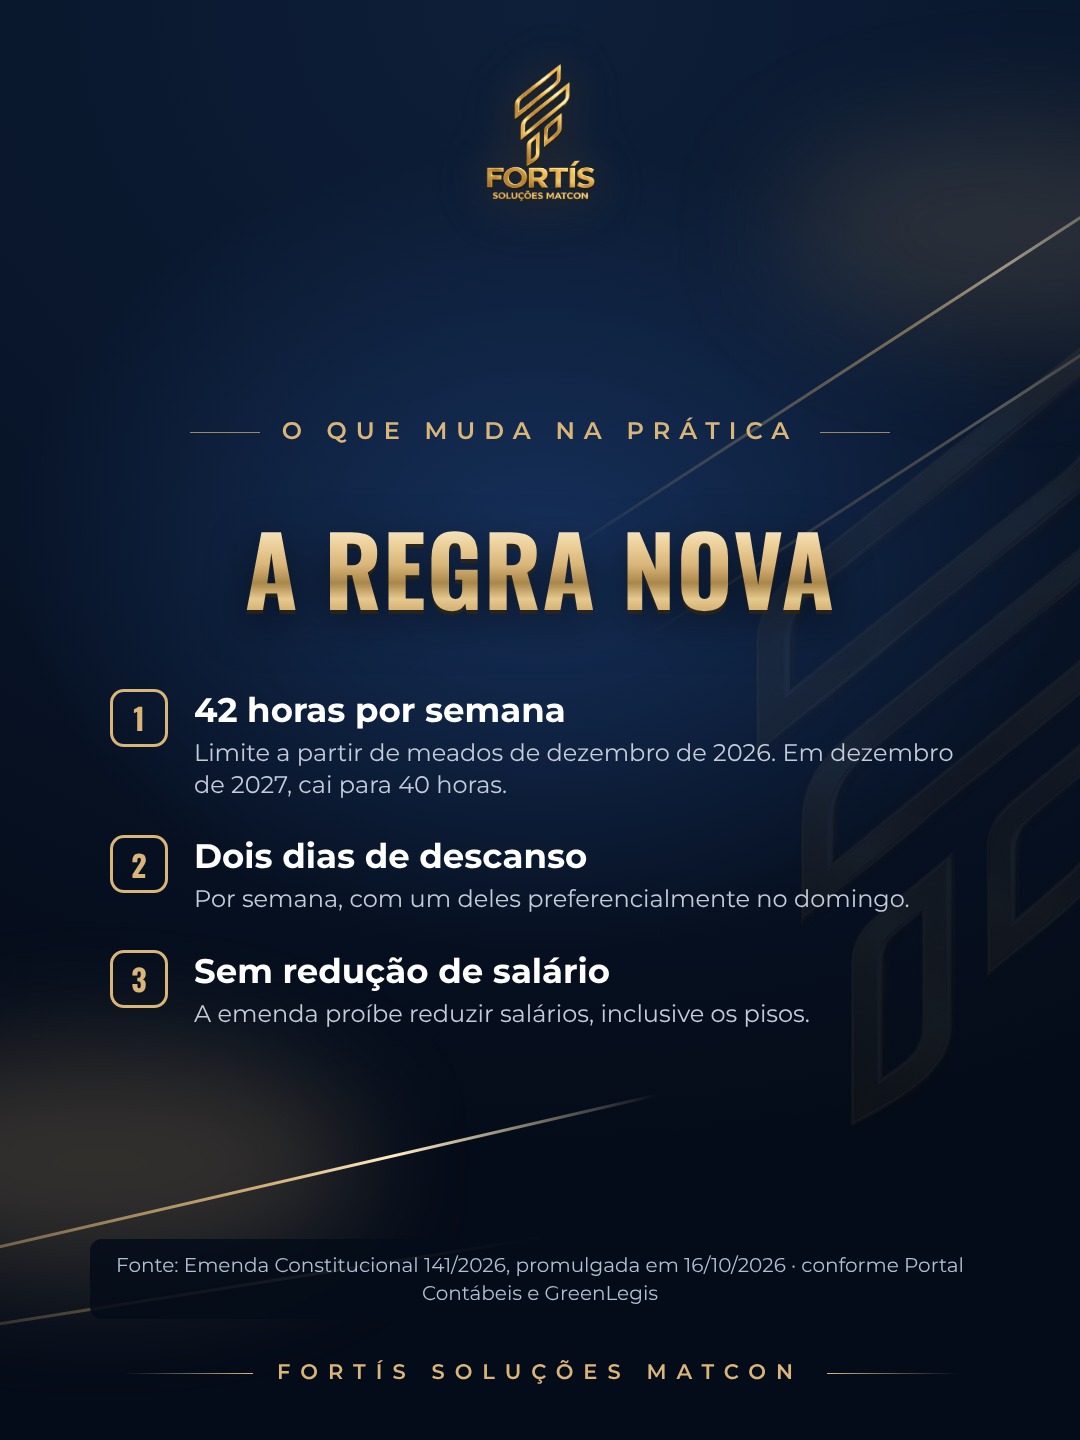 FORTÍS
SOLUÇÕES MATCON
O QUE MUDA NA PRÁTICA
A REGRA NOVA
1
42 horas por semana
Limite a partir de meados de dezembro de 2026. Em dezembro
de 2027, cai para 40 horas.
2
Dois dias de descanso
Por semana, com um deles preferencialmente no domingo.
3
Sem redução de salário
A emenda proíbe reduzir salários, inclusive os pisos.
Fonte: Emenda Constitucional 141/2026, promulgada em 16/10/2026 · conforme Portal
Contábeis e GreenLegis
FORTÍS SOLUÇÕES MATCON